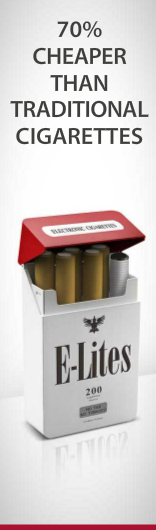 70%
CHEAPER
THAN
TRADITIONAL
CIGARETTES
ELECTRONIC CIGARETTES
E-Lites
200